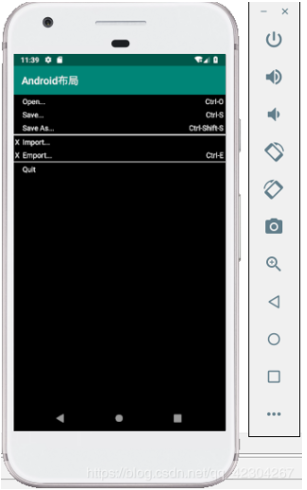 11:39
Android布局
Open... Ctrl-O
Save... Ctrl-S
Save As... Ctrl-Shift-S
X Import...
X Emport... Ctrl-E
Quit
https://blog.csdn.net/qq_42304267